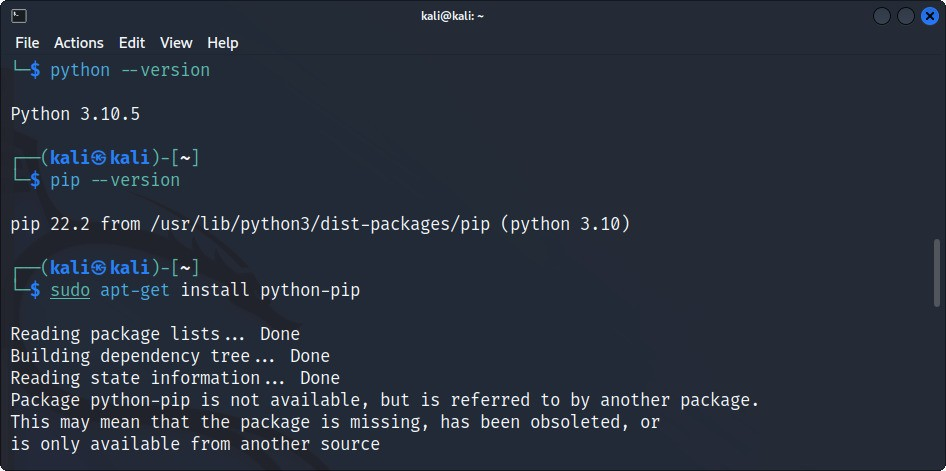 kali@kali: ~
File Actions Edit View Help
└─$ python --version
Python 3.10.5
┌──(kali㉿kali)-[~]
└─$ pip --version
pip 22.2 from /usr/lib/python3/dist-packages/pip (python 3.10)
┌──(kali㉿kali)-[~]
└─$ sudo apt-get install python-pip
Reading package lists... Done
Building dependency tree... Done
Reading state information... Done
Package python-pip is not available, but is referred to by another package.
This may mean that the package is missing, has been obsoleted, or
is only available from another source